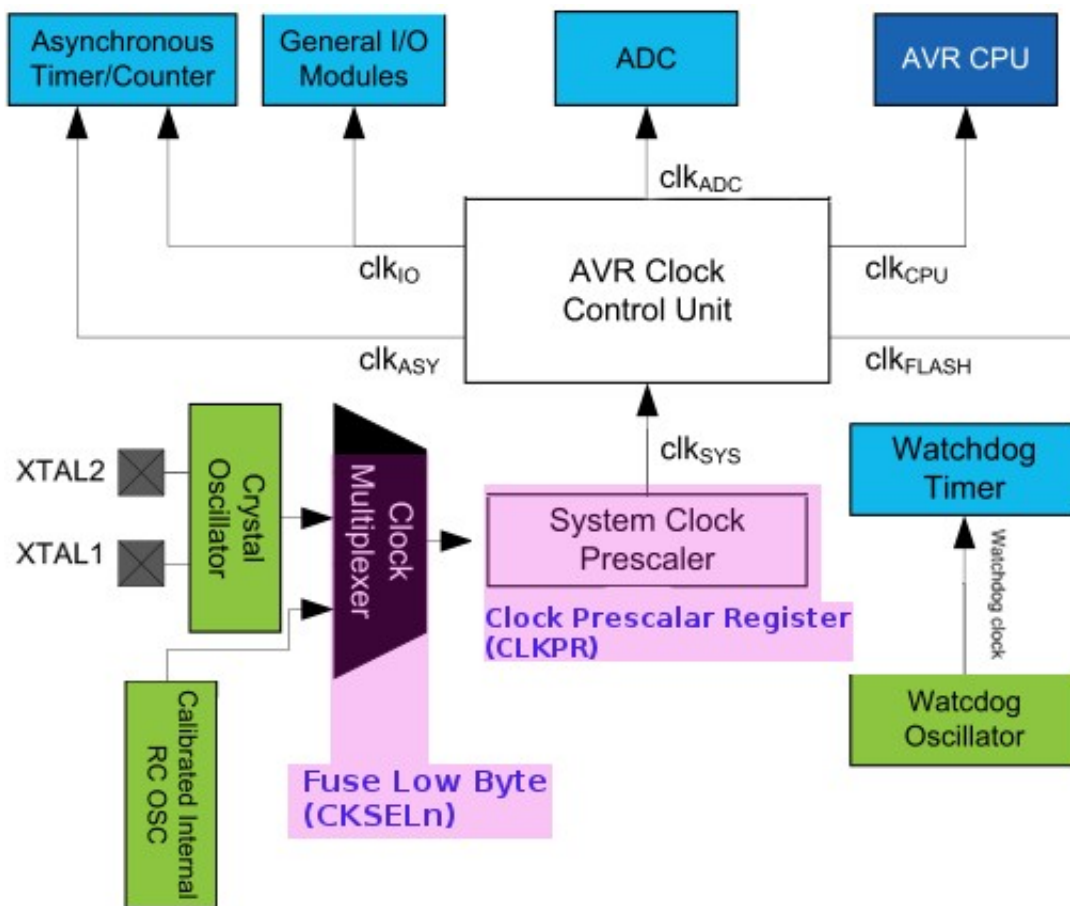 Asynchronous
Timer/Counter
General I/O
Modules
ADC
AVR CPU
clkADC
clkIO
AVR Clock
Control Unit
clkCPU
clkASY
clkFLASH
XTAL2
XTAL1
Crystal
Oscillator
Clock
Multiplexer
clkSYS
System Clock
Prescaler
Clock Prescalar Register
(CLKPR)
Watchdog
Timer
Watchdog clock
Watcdog
Oscillator
Calibrated Internal
RC OSC
Fuse Low Byte
(CKSELn)